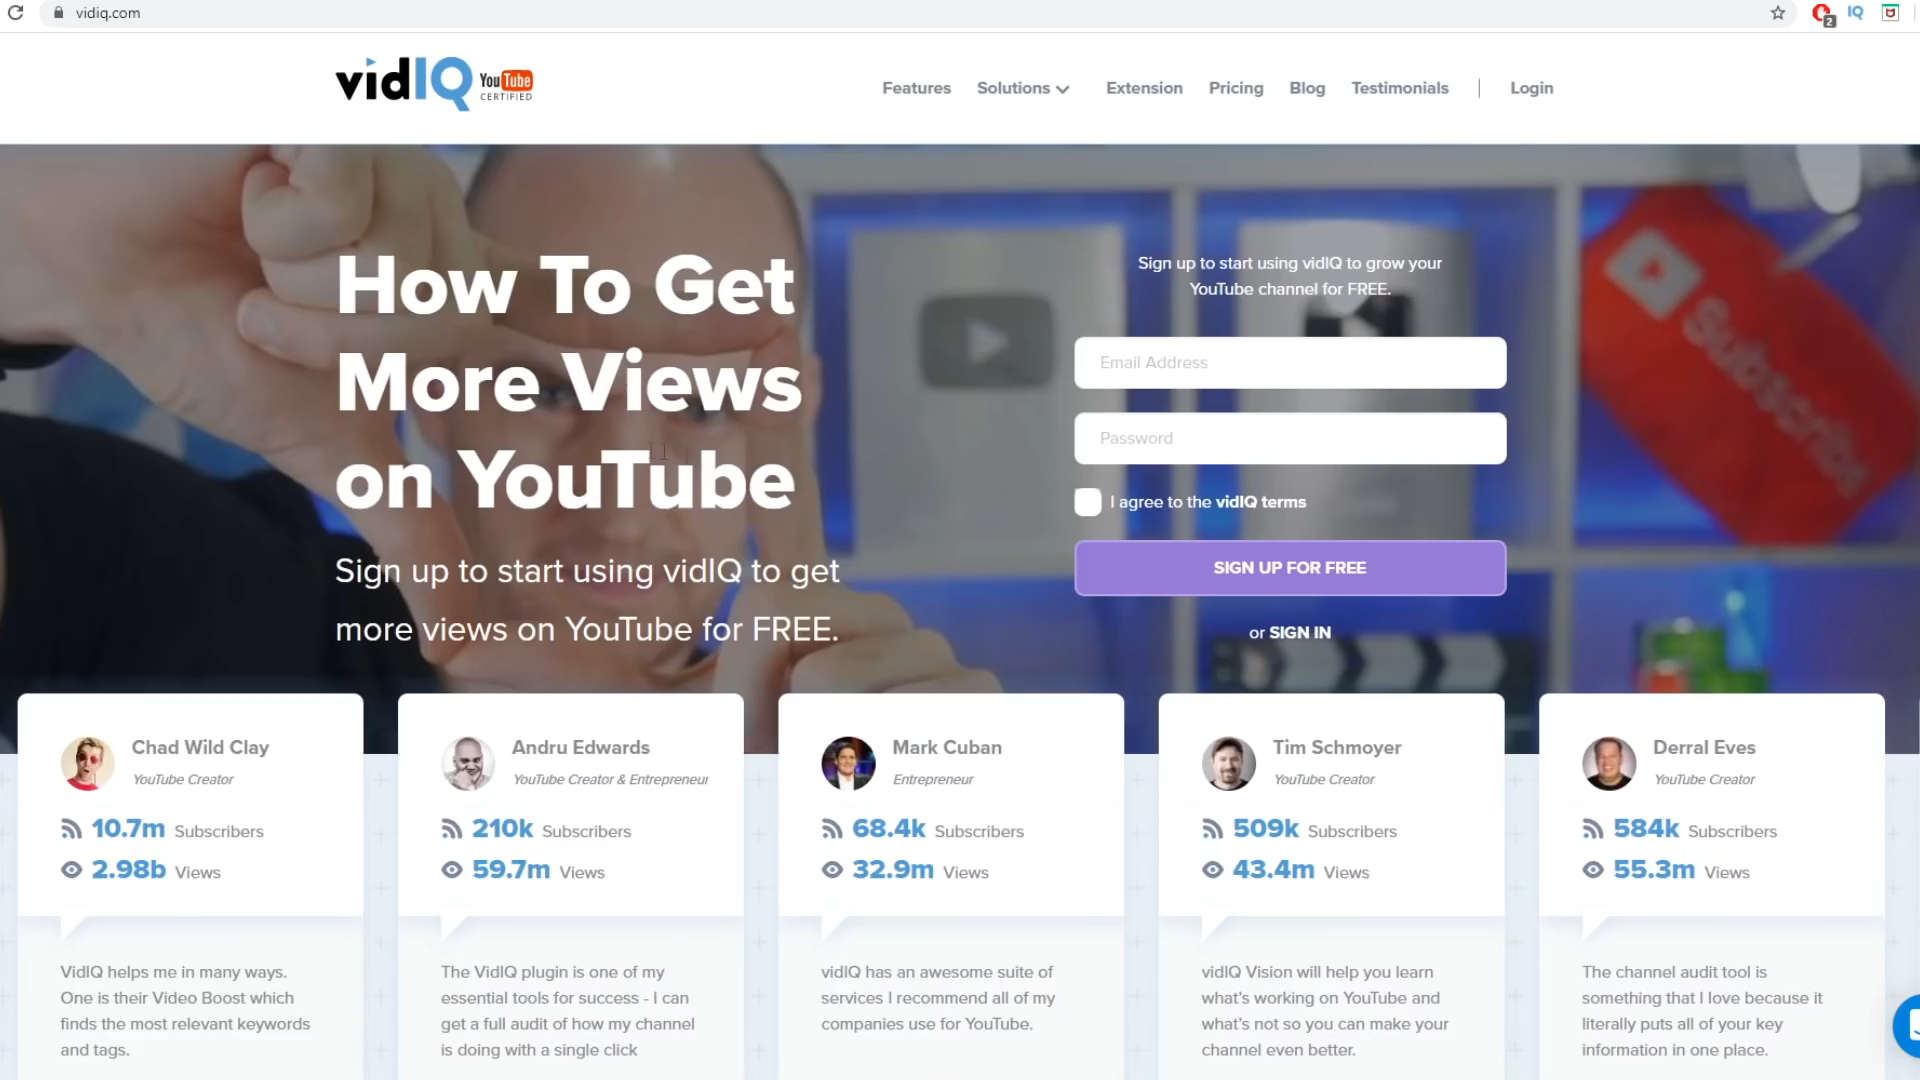 vidiq.com
2
IQ
vidIQ YouTube CERTIFIED
Features Solutions Extension Pricing Blog Testimonials Login
How To Get
More Views
on YouTube
Sign up to start using vidIQ to get
more views on YouTube for FREE.
Sign up to start using vidIQ to grow your
YouTube channel for FREE.
Email Address
Password
I agree to the vidIQ terms
SIGN UP FOR FREE
or SIGN IN
Subscribe
Chad Wild Clay
YouTube Creator
10.7m Subscribers
2.98b Views
VidIQ helps me in many ways.
One is their Video Boost which
finds the most relevant keywords
and tags.
Andru Edwards
YouTube Creator & Entrepreneur
210k Subscribers
59.7m Views
The VidIQ plugin is one of my
essential tools for success - I can
get a full audit of how my channel
is doing with a single click
Mark Cuban
Entrepreneur
68.4k Subscribers
32.9m Views
vidIQ has an awesome suite of
services I recommend all of my
companies use for YouTube.
Tim Schmoyer
YouTube Creator
509k Subscribers
43.4m Views
vidIQ Vision will help you learn
what's working on YouTube and
what's not so you can make your
channel even better.
Derral Eves
YouTube Creator
584k Subscribers
55.3m Views
The channel audit tool is
something that I love because it
literally puts all of your key
information in one place.